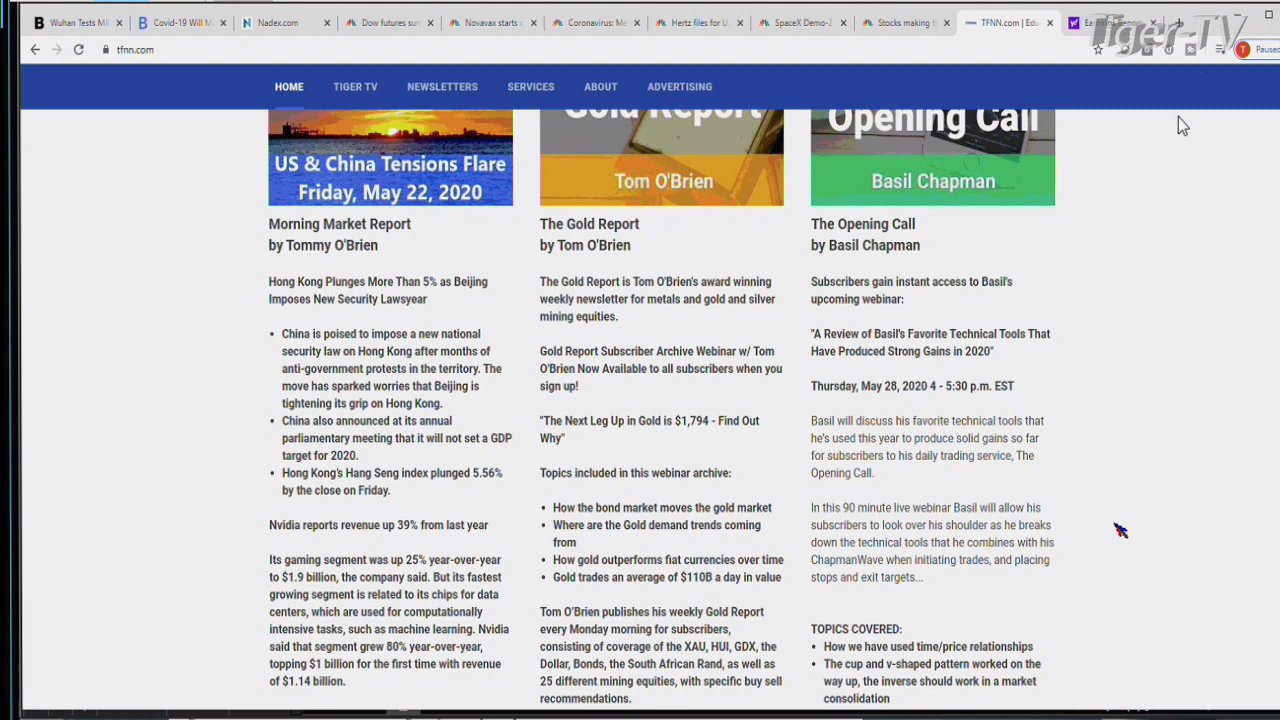 Wuhan Tests Mil
Covid-19 Will M
Nadex.com
Dow futures su
Novavax starts c
Coronavirus: Me
Hertz files for U
SpaceX Demo-2
Stocks making th
TFNN.com | Edu
Tiger-TV
tfnn.com
Paused
HOME TIGER TV NEWSLETTERS SERVICES ABOUT ADVERTISING
US & China Tensions Flare
Friday, May 22, 2020
Morning Market Report
by Tommy O'Brien
Hong Kong Plunges More Than 5% as Beijing
Imposes New Security Lawsyear
• China is poised to impose a new national
security law on Hong Kong after months of
anti-government protests in the territory. The
move has sparked worries that Beijing is
tightening its grip on Hong Kong.
• China also announced at its annual
parliamentary meeting that it will not set a GDP
target for 2020.
• Hong Kong's Hang Seng index plunged 5.56%
by the close on Friday.
Nvidia reports revenue up 39% from last year
Its gaming segment was up 25% year-over-year
to $1.9 billion, the company said. But its fastest
growing segment is related to its chips for data
centers, which are used for computationally
intensive tasks, such as machine learning. Nvidia
said that segment grew 80% year-over-year,
topping $1 billion for the first time with revenue
of $1.14 billion.
Gold Report
Tom O'Brien
The Gold Report
by Tom O'Brien
The Gold Report is Tom O'Brien's award winning
weekly newsletter for metals and gold and silver
mining equities.
Gold Report Subscriber Archive Webinar w/ Tom
O'Brien Now Available to all subscribers when you
sign up!
"The Next Leg Up in Gold is $1,794 - Find Out
Why"
Topics included in this webinar archive:
• How the bond market moves the gold market
• Where are the Gold demand trends coming
from
• How gold outperforms fiat currencies over time
• Gold trades an average of $110B a day in value
Tom O'Brien publishes his weekly Gold Report
every Monday morning for subscribers,
consisting of coverage of the XAU, HUI, GDX, the
Dollar, Bonds, the South African Rand, as well as
25 different mining equities, with specific buy sell
recommendations.
Opening Call
Basil Chapman
The Opening Call
by Basil Chapman
Subscribers gain instant access to Basil's
upcoming webinar:
"A Review of Basil's Favorite Technical Tools That
Have Produced Strong Gains in 2020"
Thursday, May 28, 2020 4 - 5:30 p.m. EST
Basil will discuss his favorite technical tools that
he's used this year to produce solid gains so far
for subscribers to his daily trading service, The
Opening Call.
In this 90 minute live webinar Basil will allow his
subscribers to look over his shoulder as he breaks
down the technical tools that he combines with his
ChapmanWave when initiating trades, and placing
stops and exit targets...
TOPICS COVERED:
• How we have used time/price relationships
• The cup and v-shaped pattern worked on the
way up, the inverse should work in a market
consolidation